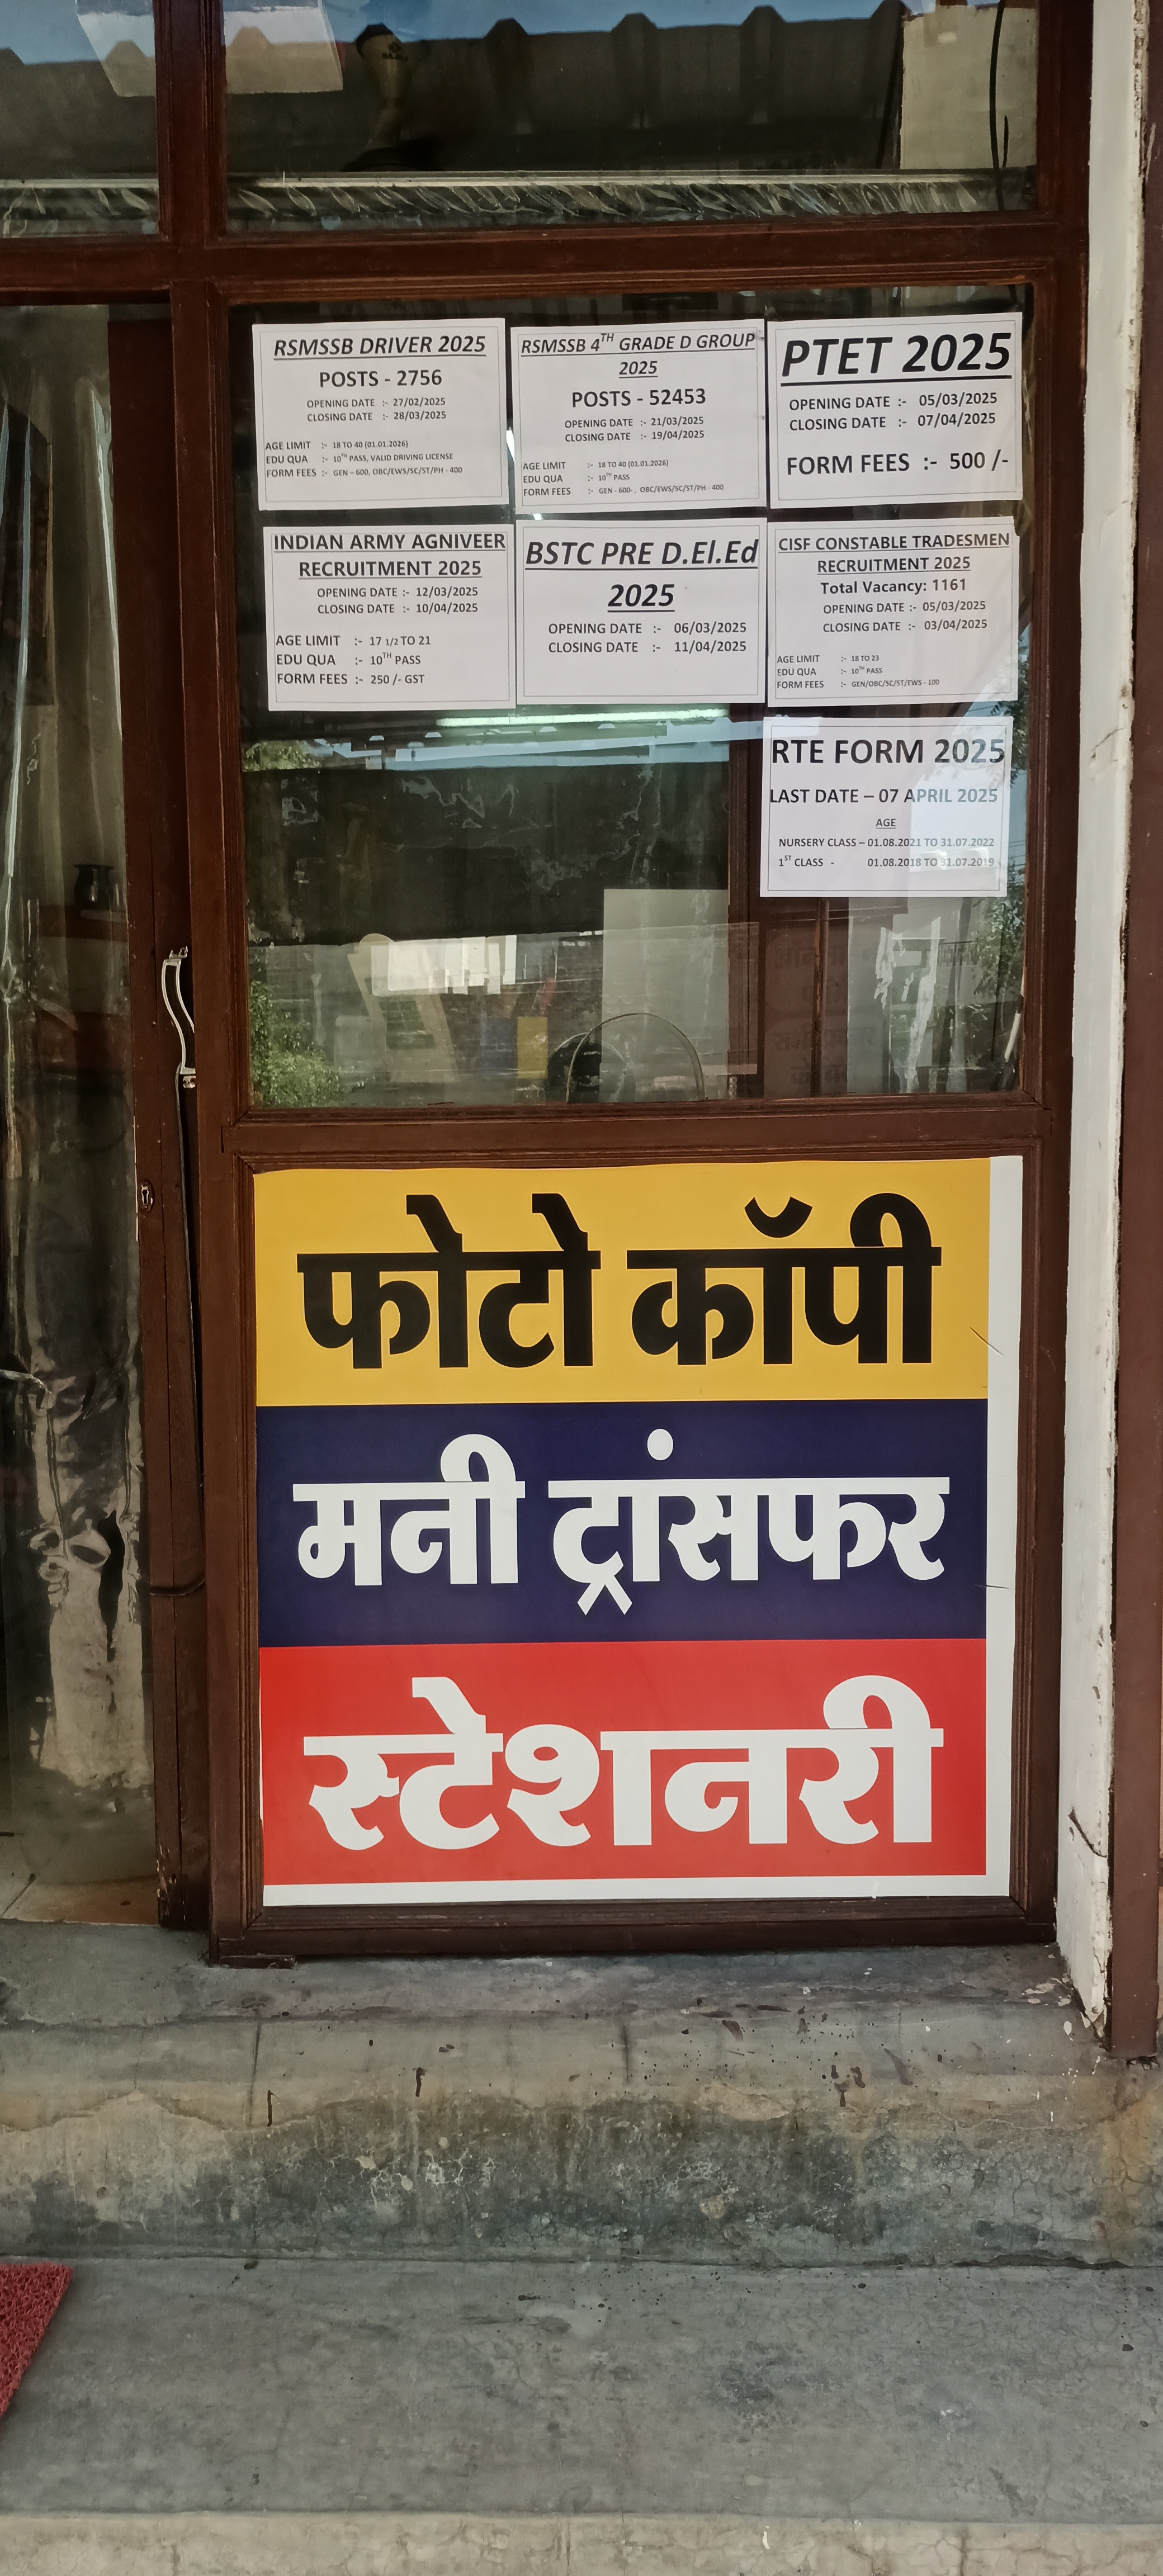 RSMSSB DRIVER 2025
POSTS - 2756
OPENING DATE :- 27/02/2025
CLOSING DATE :- 28/03/2025
AGE LIMIT :- 18 TO 40 (01.01.2026)
EDU QUA :- 10TH PASS, VALID DRIVING LICENSE
FORM FEES :- GEN – 600, OBC/EWS/SC/ST/PH - 400
RSMSSB 4TH GRADE D GROUP
2025
POSTS - 52453
OPENING DATE :- 21/03/2025
CLOSING DATE :- 19/04/2025
AGE LIMIT :- 18 TO 40 (01.01.2026)
EDU QUA :- 10TH PASS
FORM FEES :- GEN - 600- , OBC/EWS/SC/ST/PH - 400
PTET 2025
OPENING DATE :- 05/03/2025
CLOSING DATE :- 07/04/2025
FORM FEES :- 500 /-
INDIAN ARMY AGNIVEER
RECRUITMENT 2025
OPENING DATE :- 12/03/2025
CLOSING DATE :- 10/04/2025
AGE LIMIT :- 17 1/2 TO 21
EDU QUA :- 10TH PASS
FORM FEES :- 250 /- GST
BSTC PRE D.El.Ed
2025
OPENING DATE :- 06/03/2025
CLOSING DATE :- 11/04/2025
CISF CONSTABLE TRADESMEN
RECRUITMENT 2025
Total Vacancy: 1161
OPENING DATE :- 05/03/2025
CLOSING DATE :- 03/04/2025
AGE LIMIT :- 18 TO 23
EDU QUA :- 10TH PASS
FORM FEES :- GEN/OBC/SC/ST/EWS - 100
RTE FORM 2025
LAST DATE – 07 APRIL 2025
AGE
NURSERY CLASS – 01.08.2021 TO 31.07.2022
1ST CLASS - 01.08.2018 TO 31.07.2019
फोटो कॉपी
मनी ट्रांसफर
स्टेशनरी